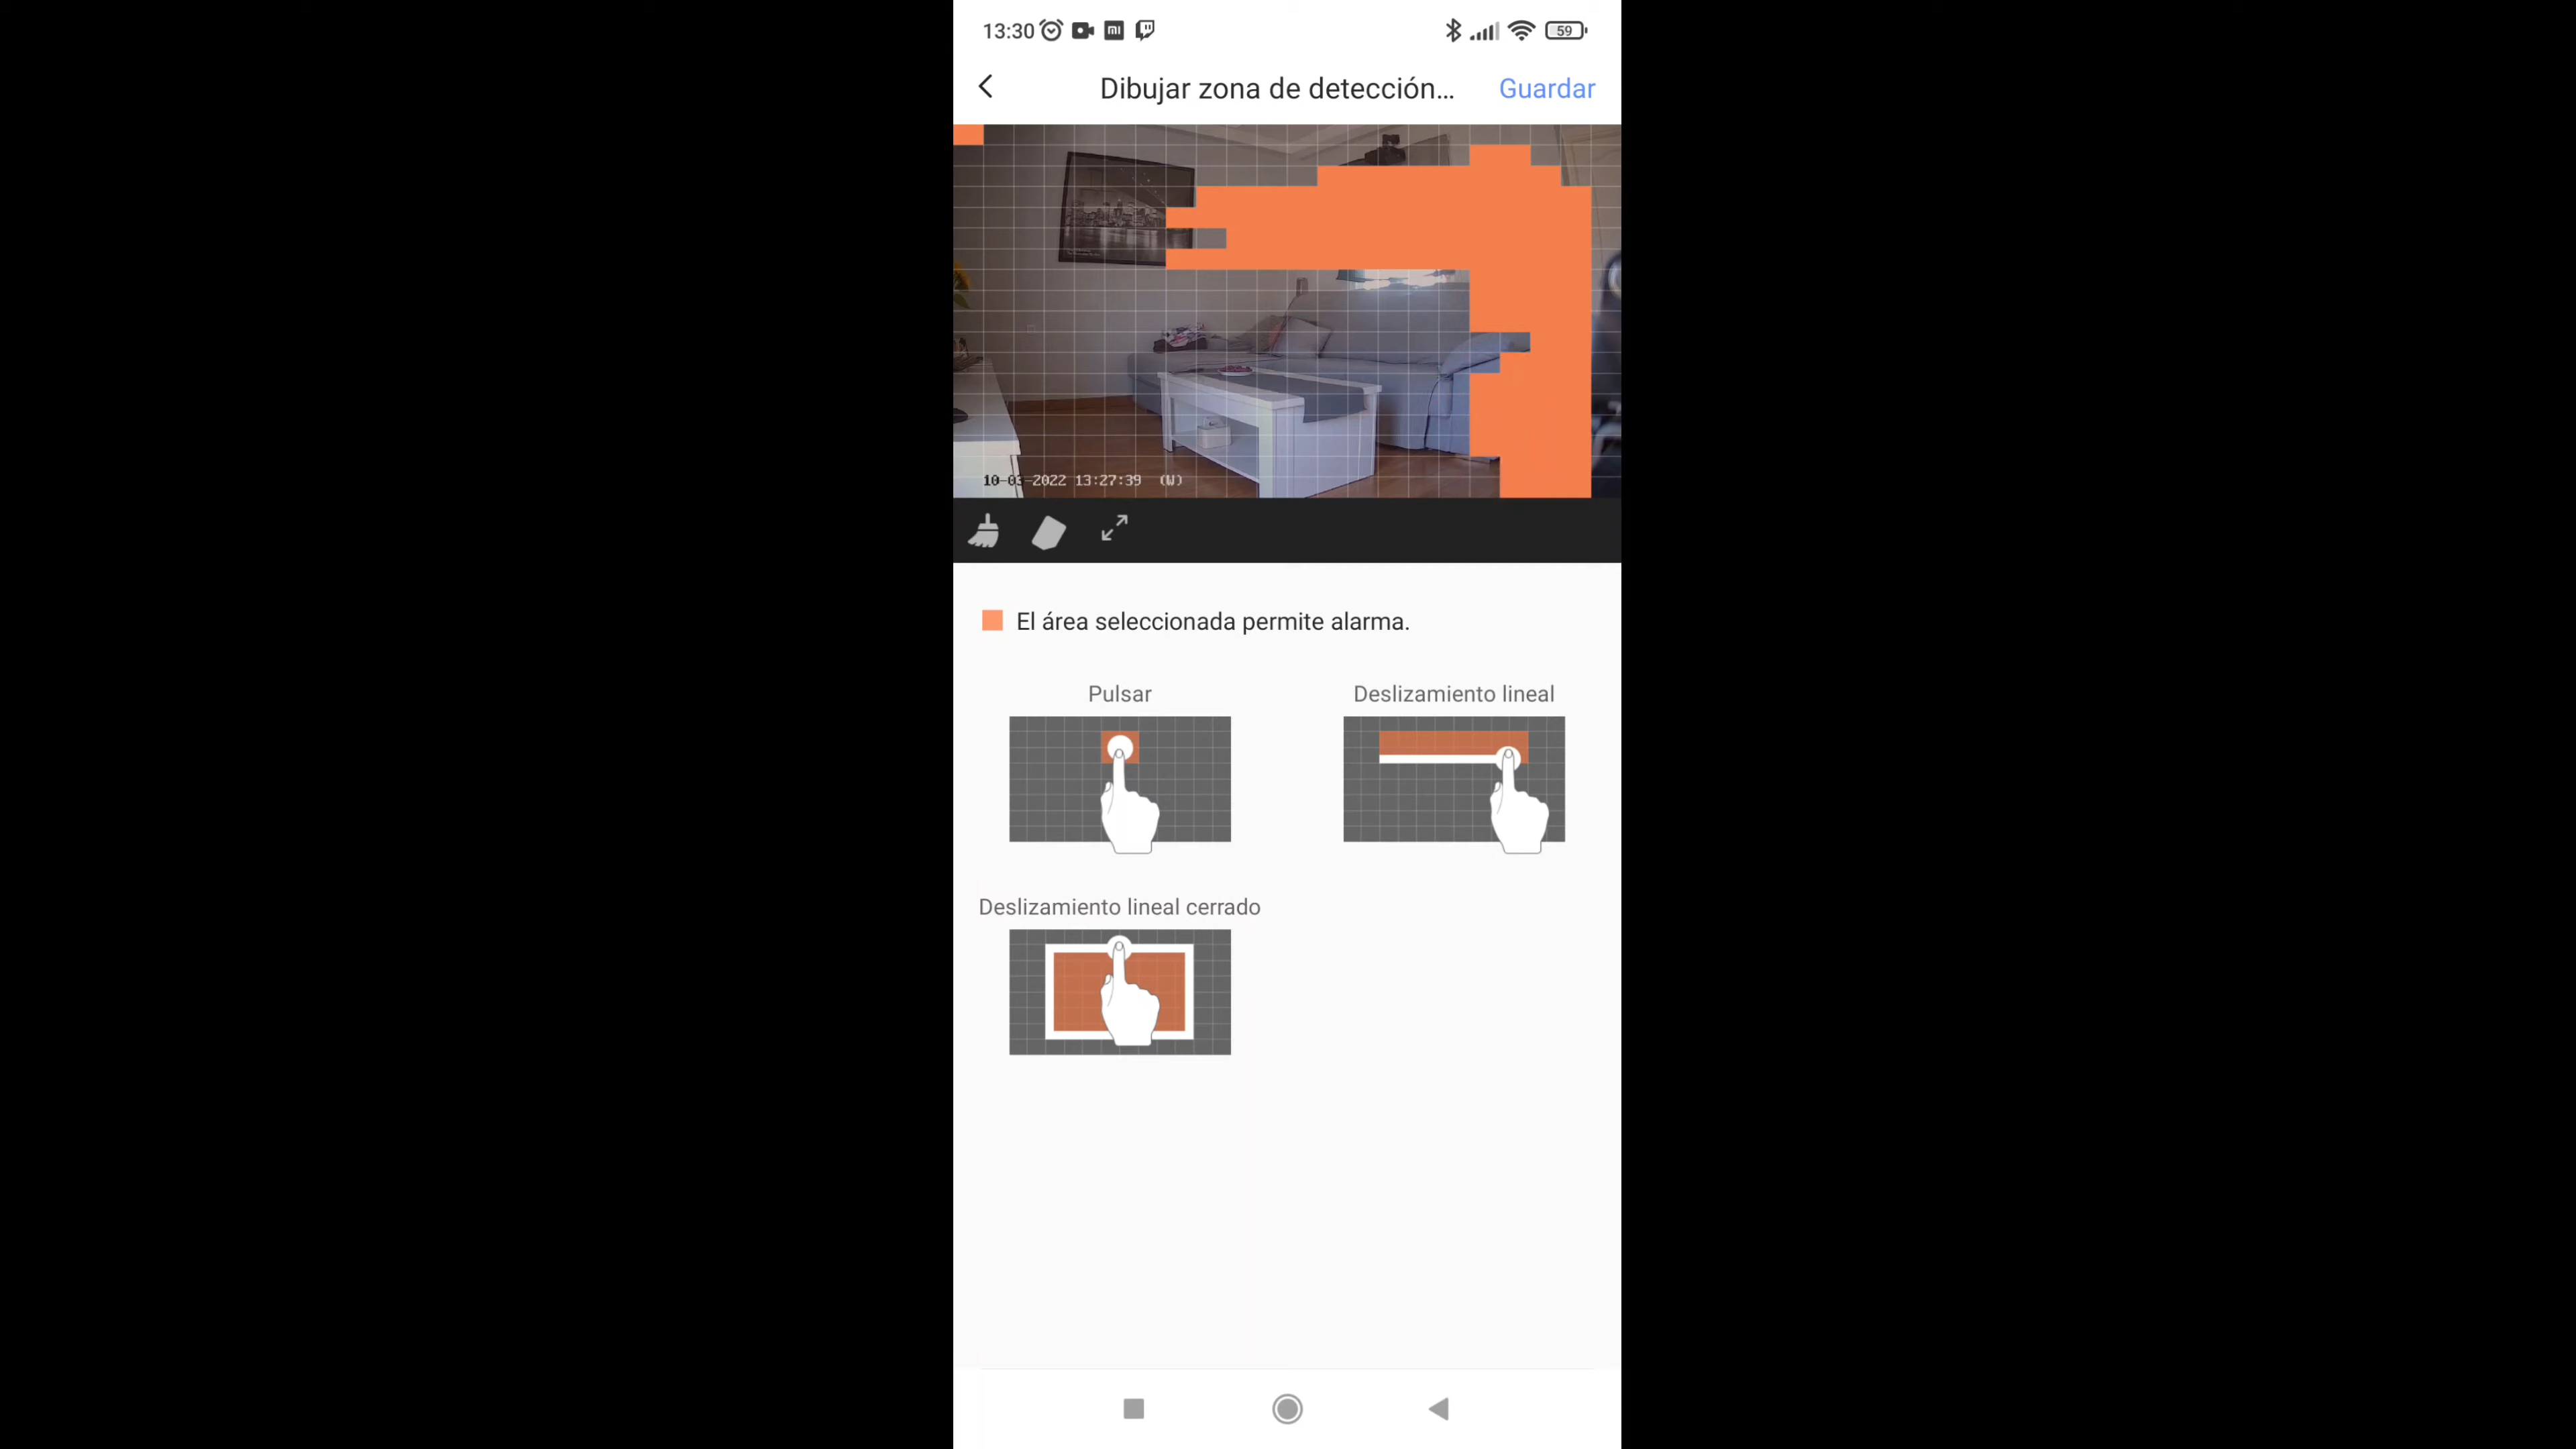 13:30
59
Dibujar zona de detección...
Guardar
10-03-2022 13:27:39 (W)
El área seleccionada permite alarma.
Pulsar
Deslizamiento lineal
Deslizamiento lineal cerrado